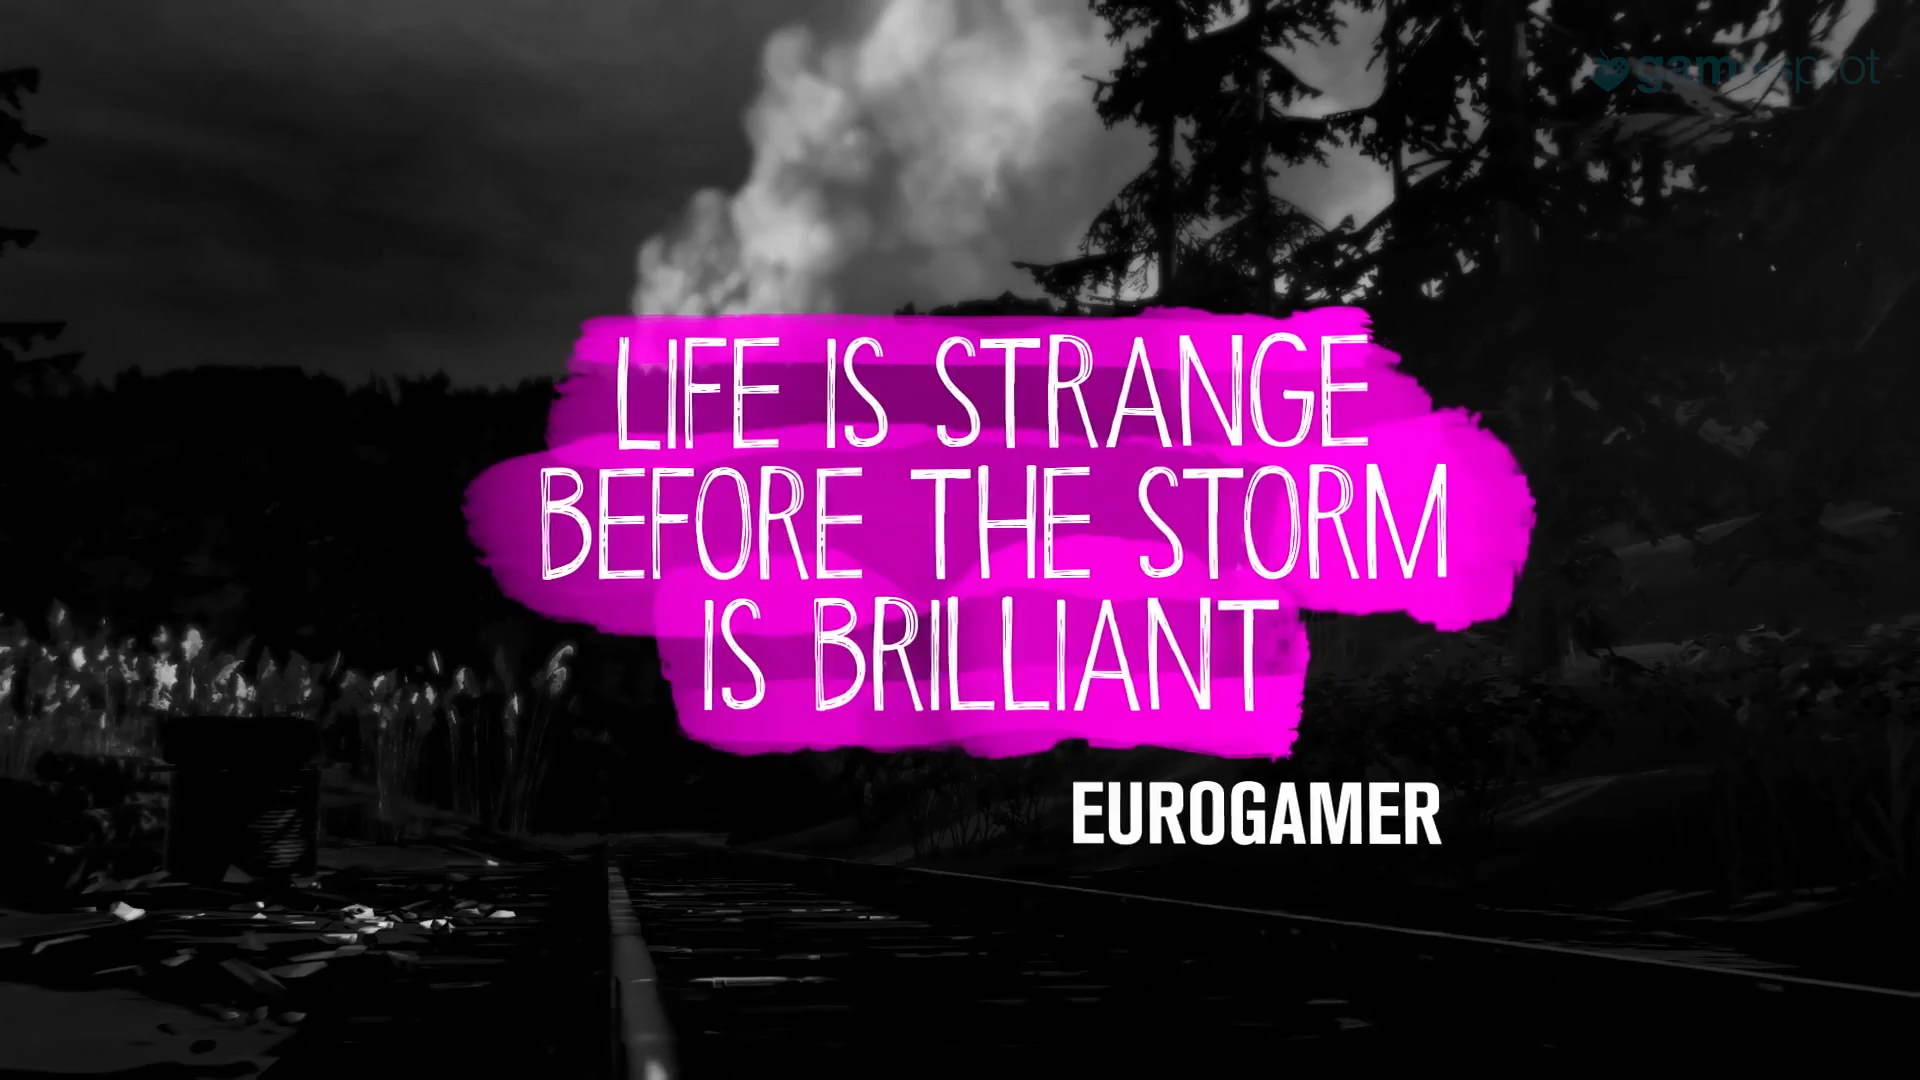 LIFE IS STRANGE
BEFORE THE STORM
IS BRILLIANT
EUROGAMER